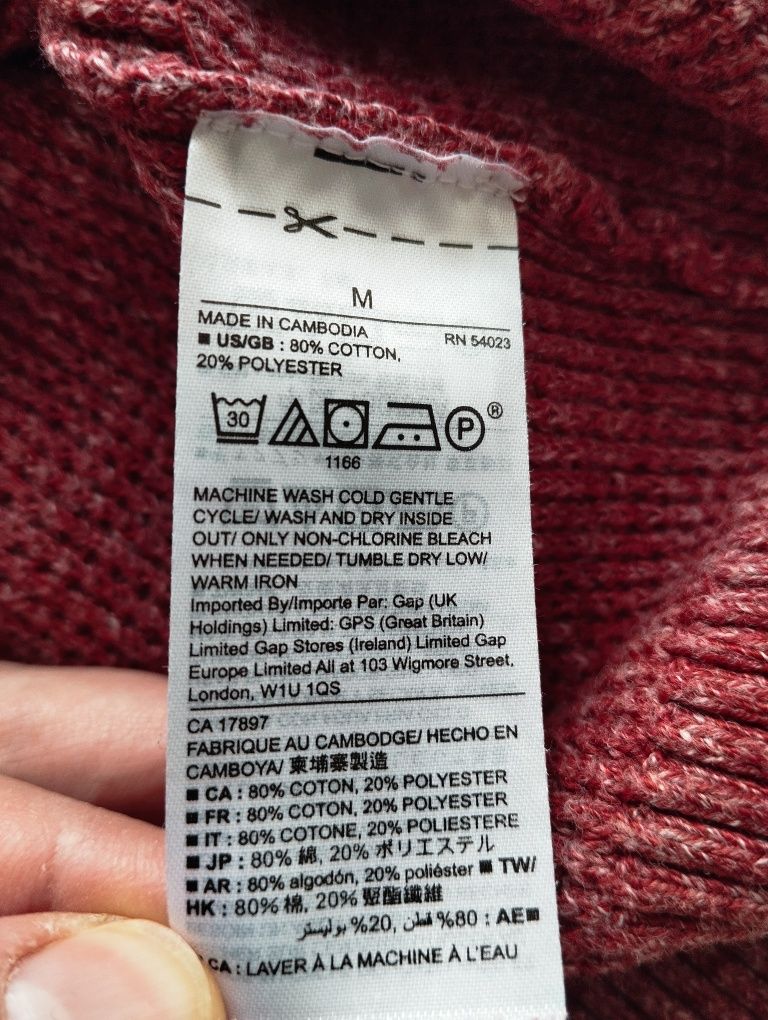 M
MADE IN CAMBODIA RN 54023
■ US/GB : 80% COTTON,
20% POLYESTER
30 P ®
1166
MACHINE WASH COLD GENTLE
CYCLE/ WASH AND DRY INSIDE
OUT/ ONLY NON-CHLORINE BLEACH
WHEN NEEDED/ TUMBLE DRY LOW/
WARM IRON
Imported By/Importe Par: Gap (UK
Holdings) Limited: GPS (Great Britain)
Limited Gap Stores (Ireland) Limited Gap
Europe Limited All at 103 Wigmore Street,
London, W1U 1QS
CA 17897
FABRIQUE AU CAMBODGE/ HECHO EN
CAMBOYA/ 柬埔寨製造
■ CA : 80% COTON, 20% POLYESTER
■ FR : 80% COTON, 20% POLYESTER
■ IT : 80% COTONE, 20% POLIESTERE
■ JP : 80% 綿, 20% ポリエステル
■ AR : 80% algodón, 20% poliéster ■ TW/
HK : 80% 棉, 20% 聚酯纖維
■AE : 80% قطن, 20% بوليستر
CA : LAVER À LA MACHINE À L'EAU